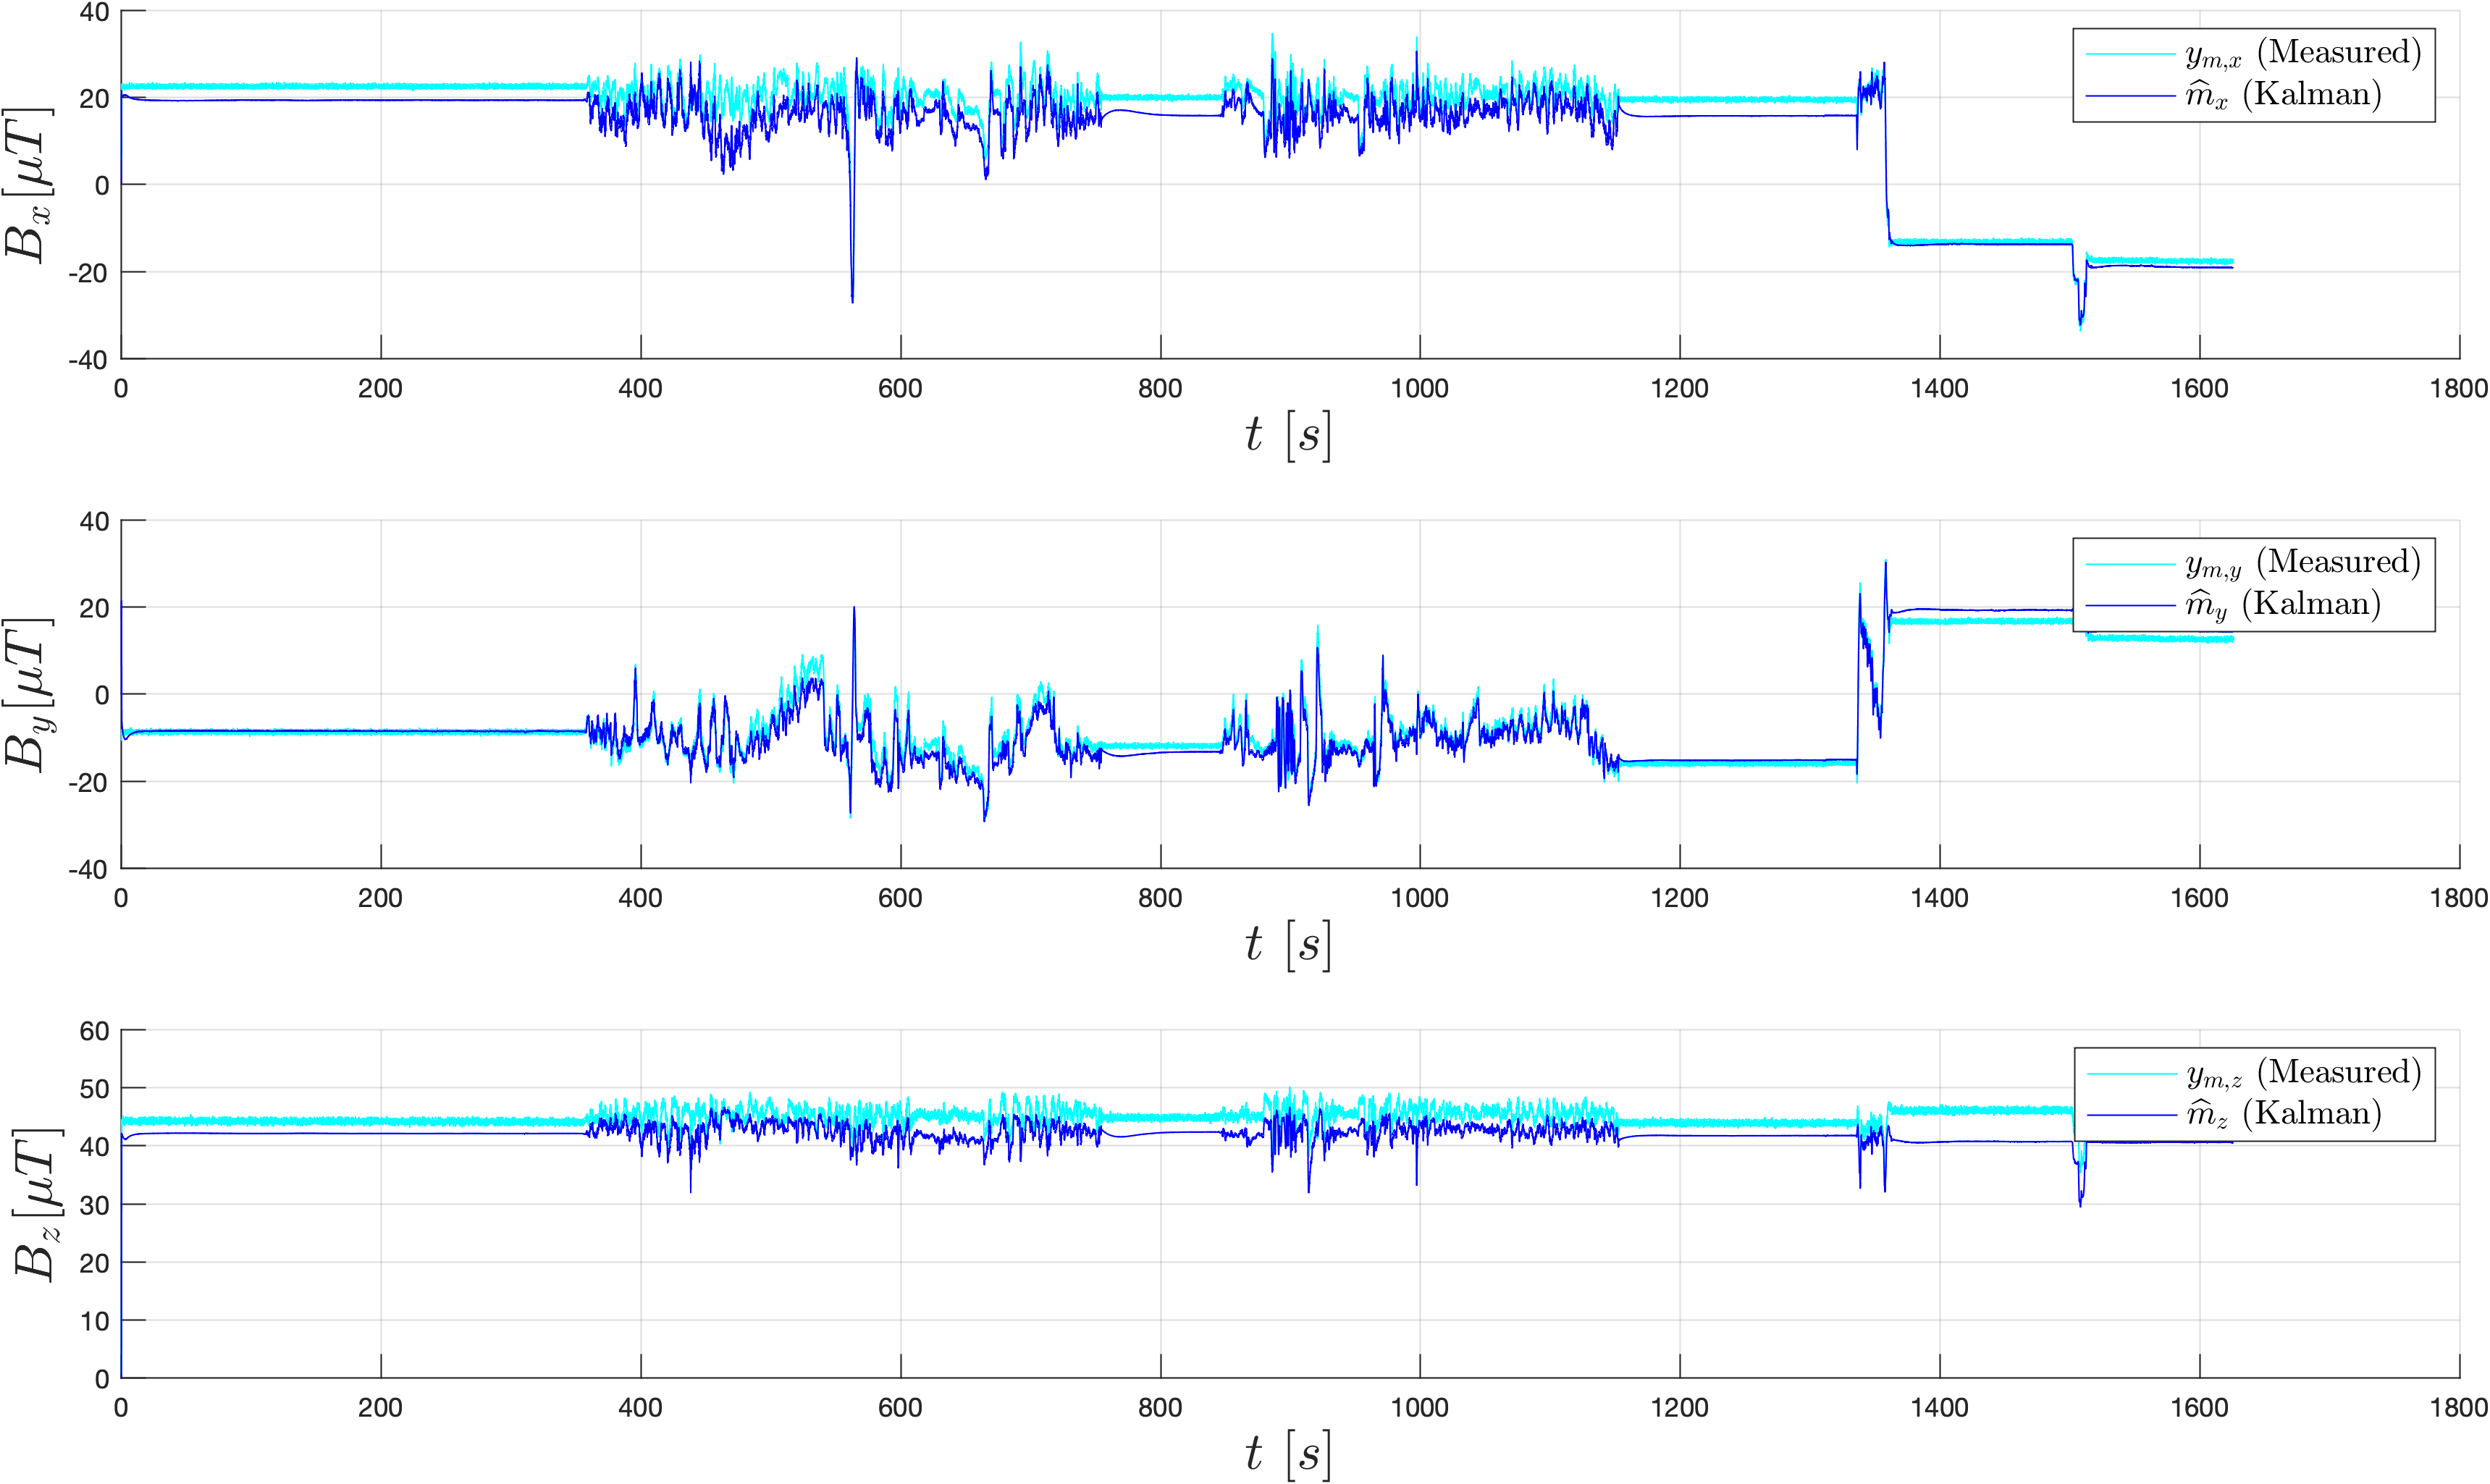 40
20
0
-20
-40
B_x [μT]
y_{m,x} (Measured)
m̂_x (Kalman)
0 200 400 600 800 1000 1200 1400 1600 1800
t [s]
40
20
0
-20
-40
B_y [μT]
y_{m,y} (Measured)
m̂_y (Kalman)
0 200 400 600 800 1000 1200 1400 1600 1800
t [s]
60
50
40
30
20
10
0
B_z [μT]
y_{m,z} (Measured)
m̂_z (Kalman)
0 200 400 600 800 1000 1200 1400 1600 1800
t [s]